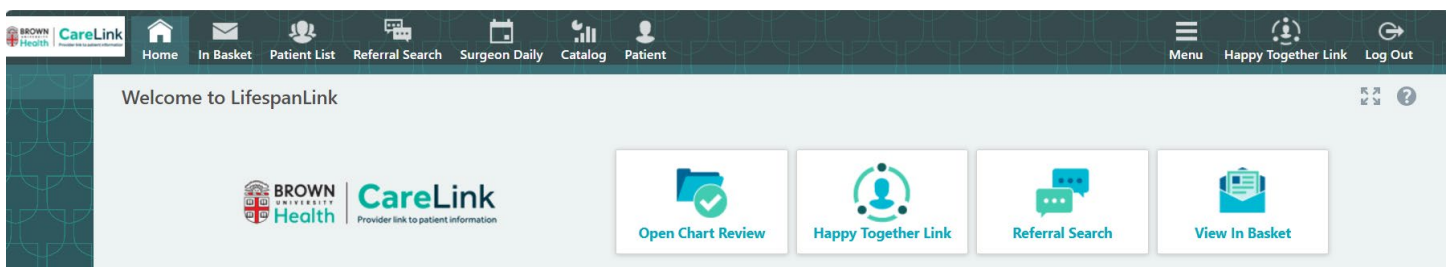 BROWN Health | CareLink
Provider link to patient information
Home In Basket Patient List Referral Search Surgeon Daily Catalog Patient Menu Happy Together Link Log Out
Welcome to LifespanLink
BROWN
UNIVERSITY
Health
CareLink
Provider link to patient information
Open Chart Review Happy Together Link Referral Search View In Basket